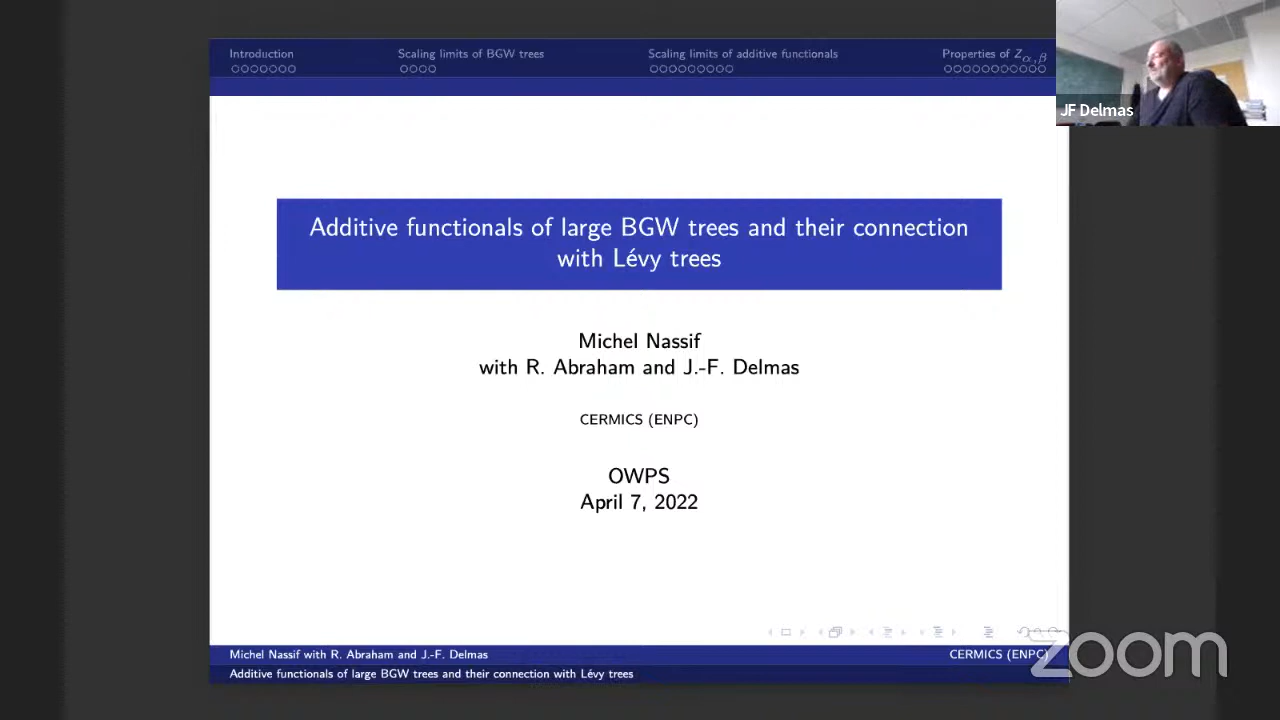 Introduction
Scaling limits of BGW trees
Scaling limits of additive functionals
Properties of Z_{α,β}
JF Delmas
Additive functionals of large BGW trees and their connection
with Lévy trees
Michel Nassif
with R. Abraham and J.-F. Delmas
CERMICS (ENPC)
OWPS
April 7, 2022
Michel Nassif with R. Abraham and J.-F. Delmas
CERMICS (ENPC)
Additive functionals of large BGW trees and their connection with Lévy trees
zoom